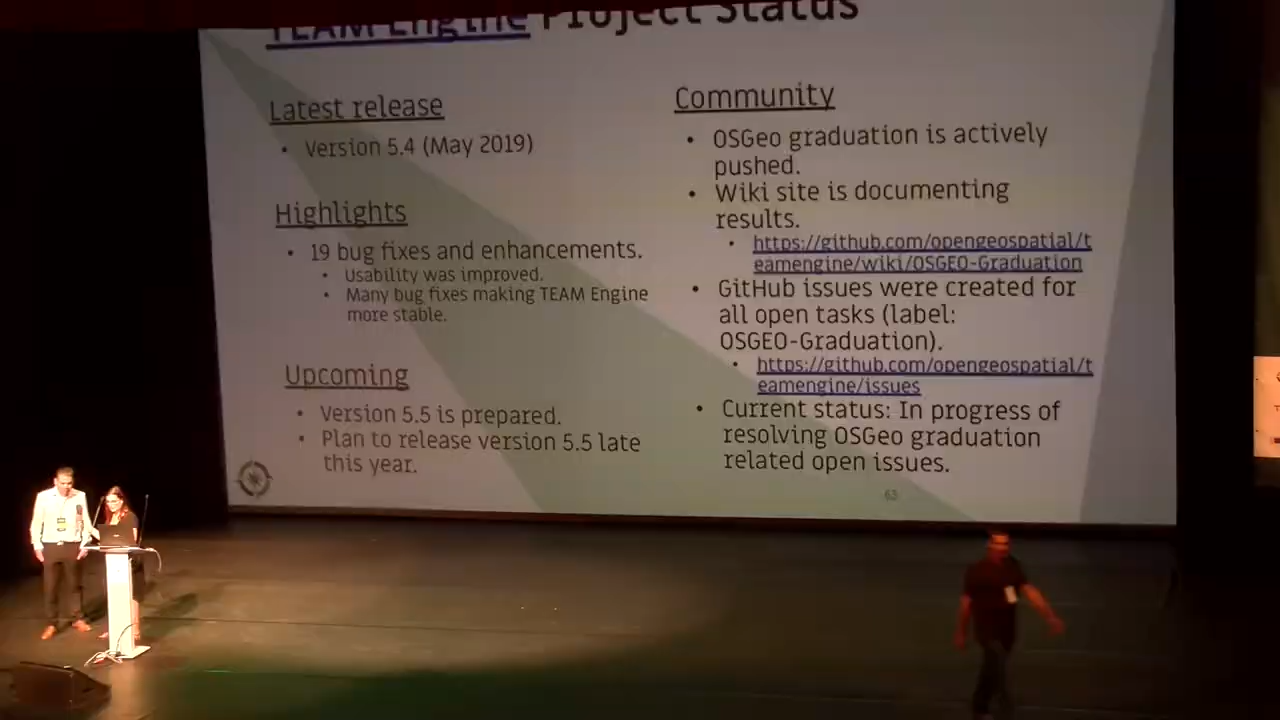 TEAM Engine Project Status
Latest release
• Version 5.4 (May 2019)
Highlights
• 19 bug fixes and enhancements.
• Usability was improved.
• Many bug fixes making TEAM Engine
more stable.
Upcoming
• Version 5.5 is prepared.
• Plan to release version 5.5 late
this year.
Community
• OSGeo graduation is actively
pushed.
• Wiki site is documenting
results.
• https://github.com/opengeospatial/t
eamengine/wiki/OSGEO-Graduation
• GitHub issues were created for
all open tasks (label:
OSGEO-Graduation).
• https://github.com/opengeospatial/t
eamengine/issues
• Current status: In progress of
resolving OSGeo graduation
related open issues.
63